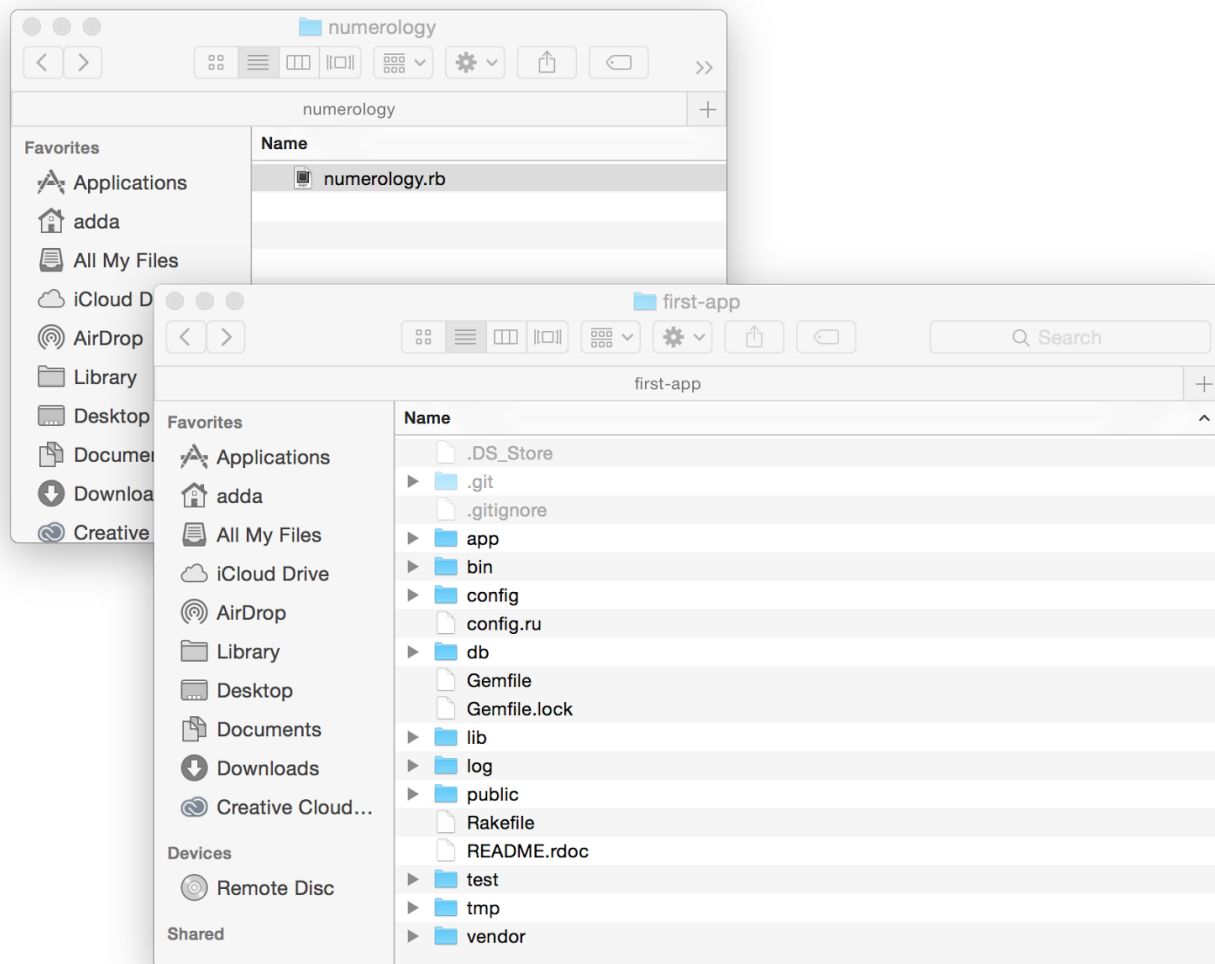 numerology
numerology
Favorites
Name
Applications
numerology.rb
adda
All My Files
iCloud D
AirDrop
Library
Desktop
Documen
Downloa
Creative
first-app
Search
first-app
Favorites
Name
Applications
.DS_Store
adda
.git
All My Files
.gitignore
iCloud Drive
app
AirDrop
bin
Library
config
Desktop
config.ru
Documents
db
Downloads
Gemfile
Creative Cloud...
Gemfile.lock
lib
log
public
Rakefile
README.rdoc
Devices
test
Remote Disc
tmp
Shared
vendor